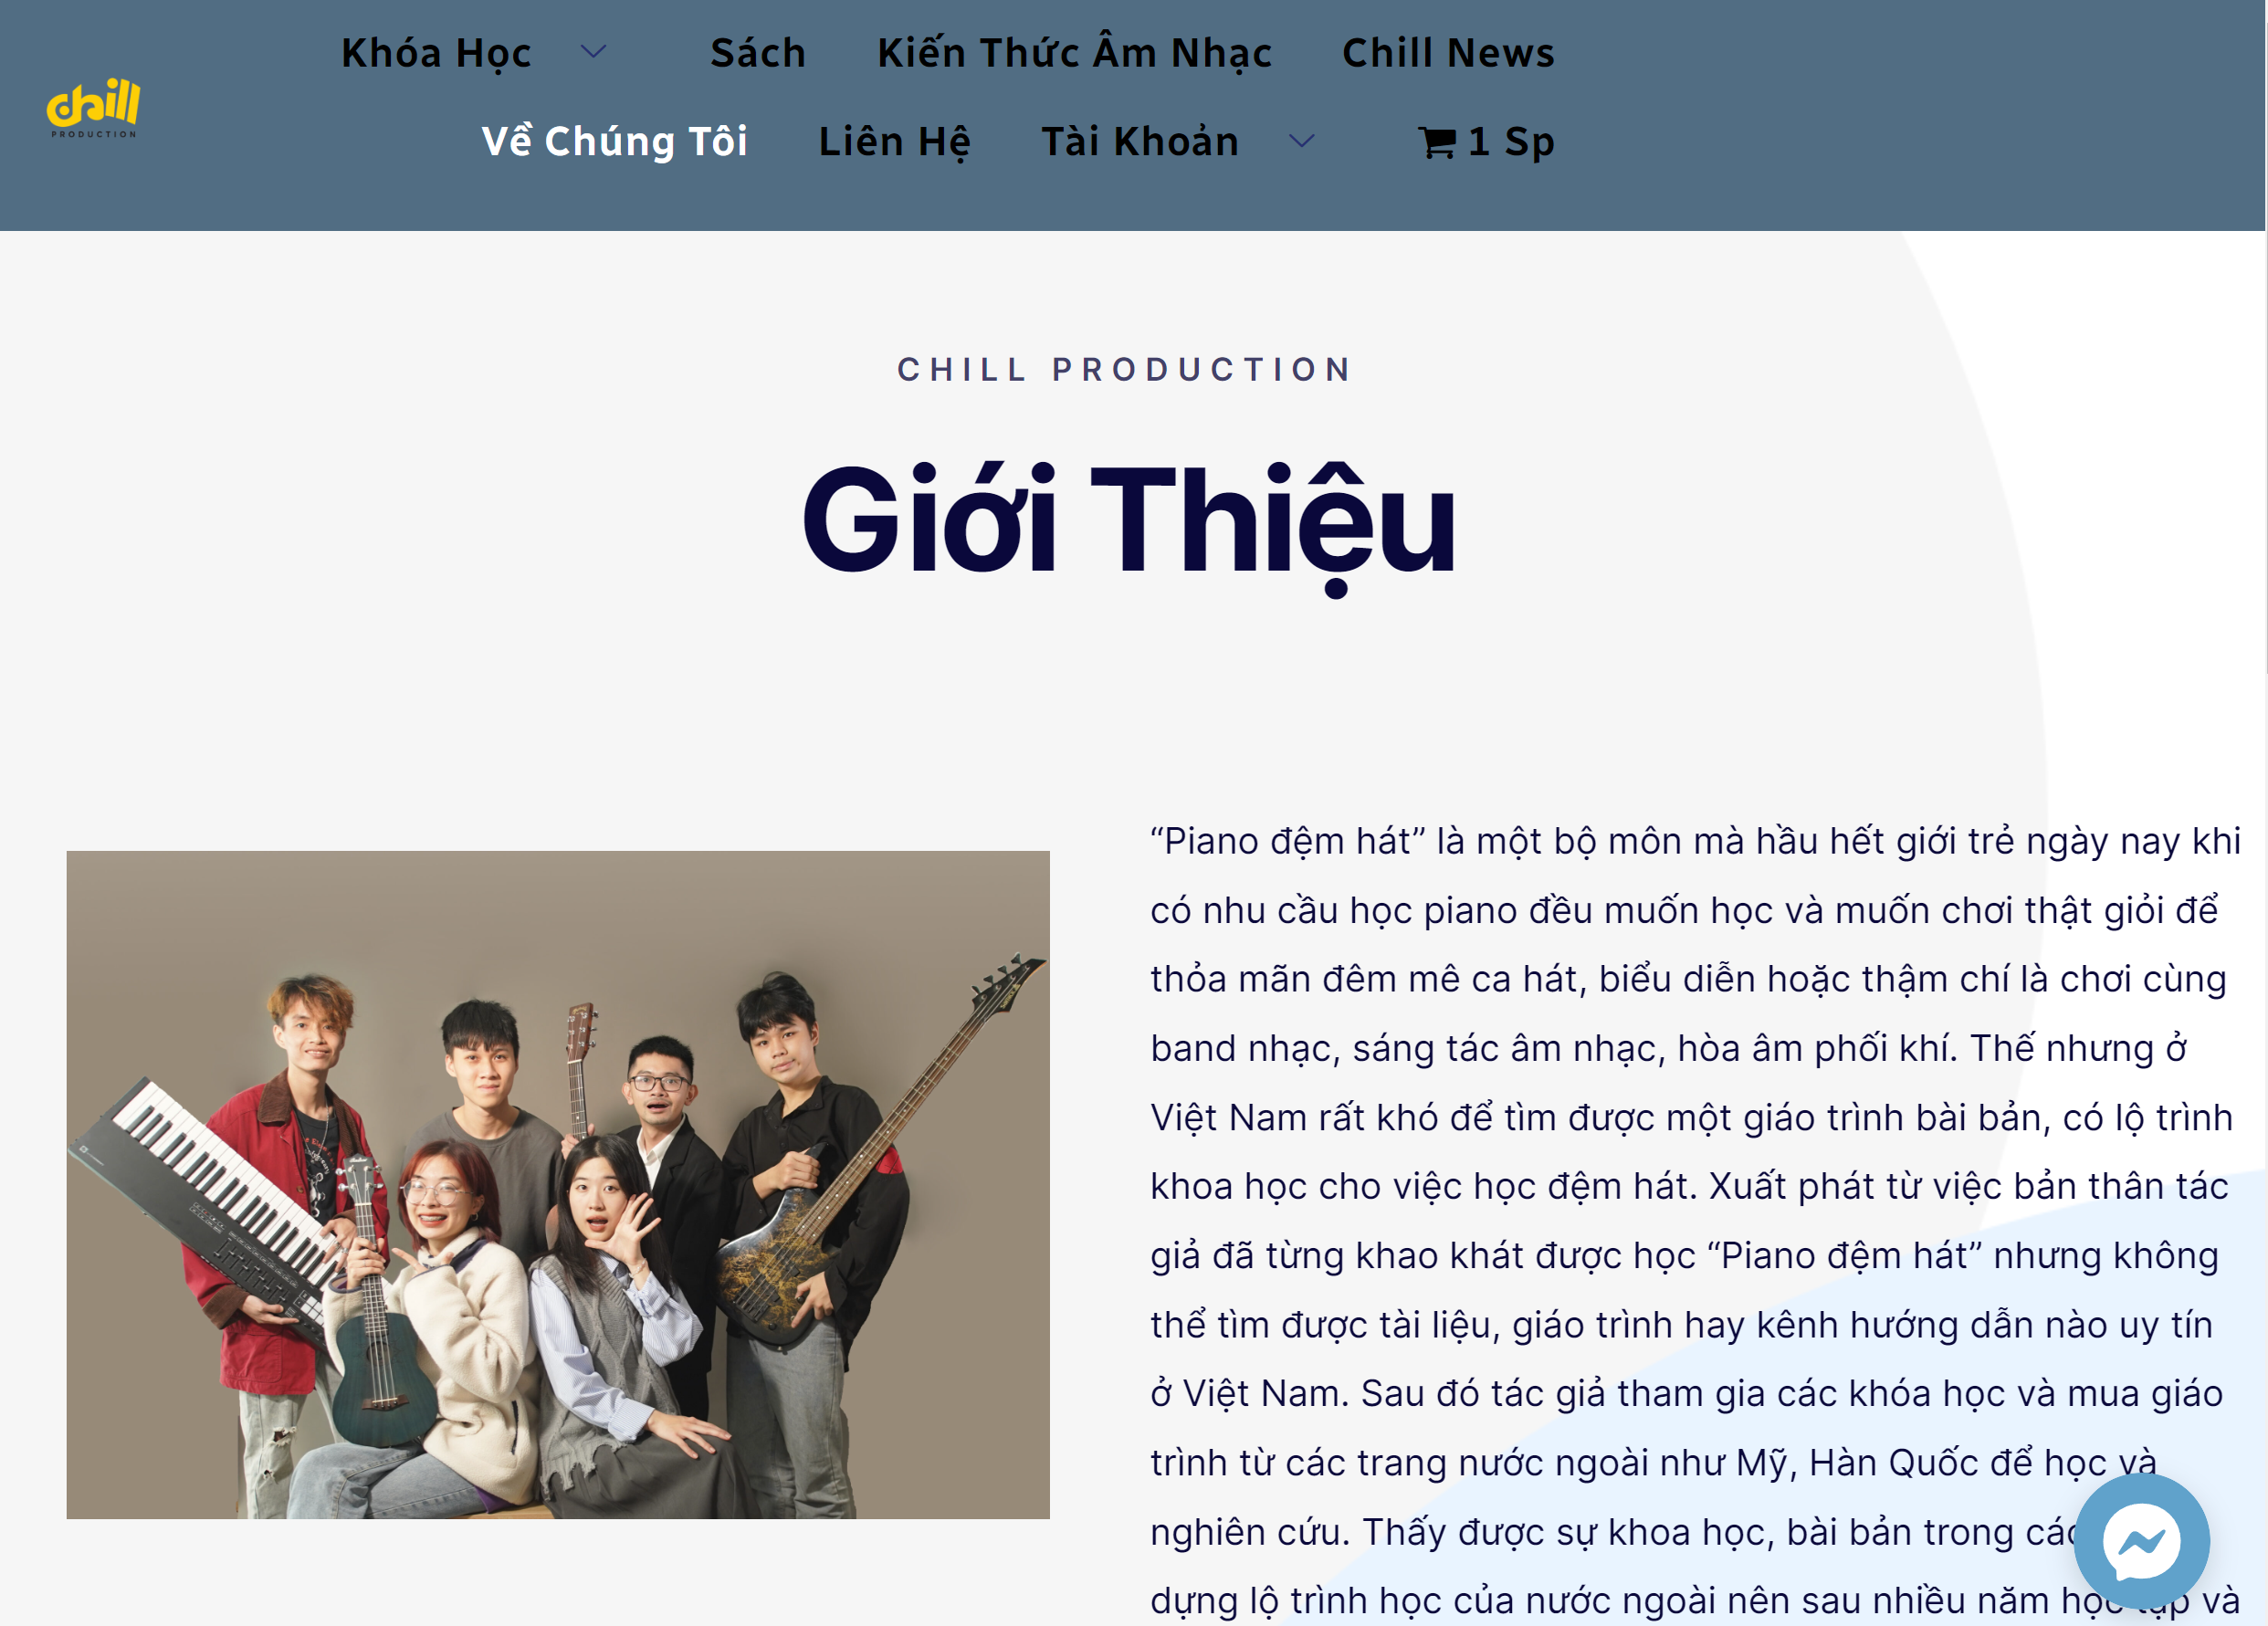 chill
PRODUCTION
Khóa Học
Sách
Kiến Thức Âm Nhạc
Chill News
Về Chúng Tôi
Liên Hệ
Tài Khoản
1 Sp
CHILL PRODUCTION
Giới Thiệu
“Piano đệm hát” là một bộ môn mà hầu hết giới trẻ ngày nay khi
có nhu cầu học piano đều muốn học và muốn chơi thật giỏi để
thỏa mãn đêm mê ca hát, biểu diễn hoặc thậm chí là chơi cùng
band nhạc, sáng tác âm nhạc, hòa âm phối khí. Thế nhưng ở
Việt Nam rất khó để tìm được một giáo trình bài bản, có lộ trình
khoa học cho việc học đệm hát. Xuất phát từ việc bản thân tác
giả đã từng khao khát được học “Piano đệm hát” nhưng không
thể tìm được tài liệu, giáo trình hay kênh hướng dẫn nào uy tín
ở Việt Nam. Sau đó tác giả tham gia các khóa học và mua giáo
trình từ các trang nước ngoài như Mỹ, Hàn Quốc để học và
nghiên cứu. Thấy được sự khoa học, bài bản trong các
dựng lộ trình học của nước ngoài nên sau nhiều năm học tập và